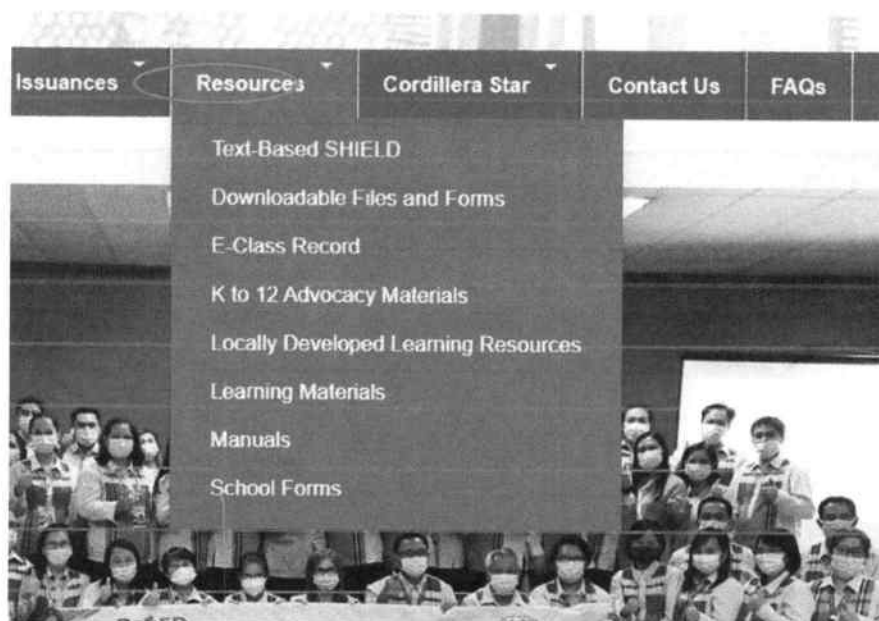 Issuances Resources Cordillera Star Contact Us FAQs
Text-Based SHIELD
Downloadable Files and Forms
E-Class Record
K to 12 Advocacy Materials
Locally Developed Learning Resources
Learning Materials
Manuals
School Forms